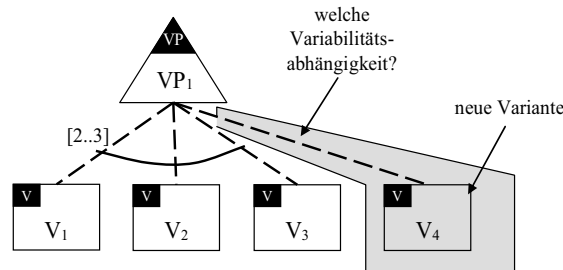 welche
Variabilitäts-
abhängigkeit?
VP
VP1
neue Variante
[2..3]
V
V
V
V
V1
V2
V3
V4